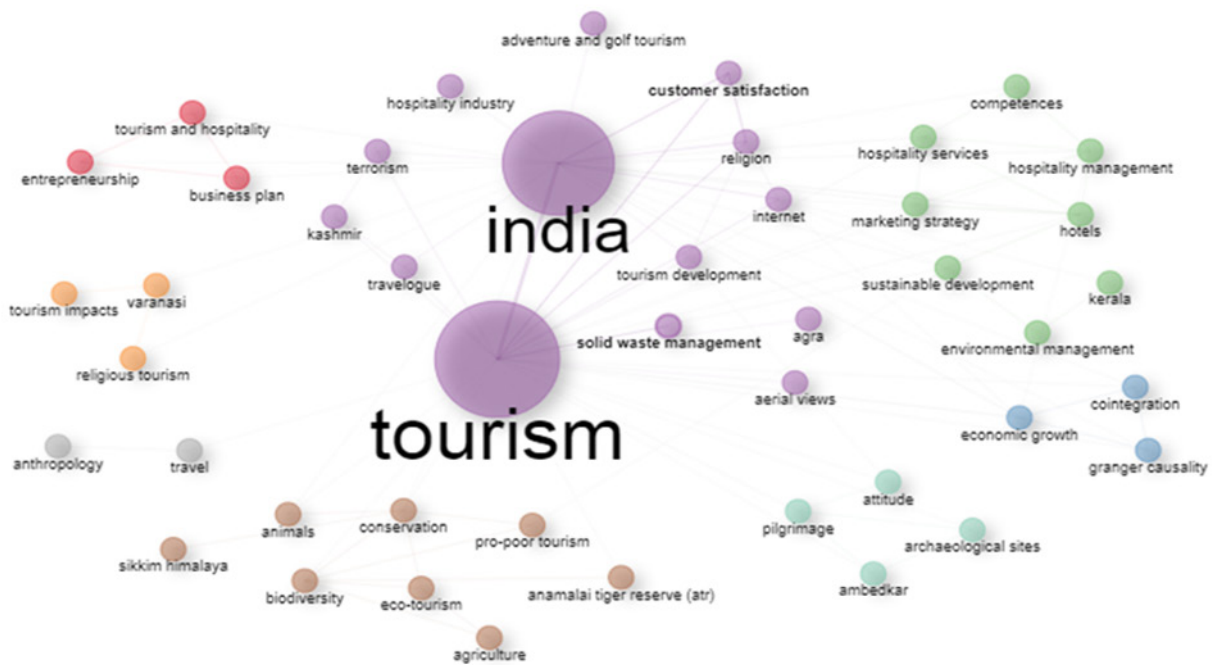 adventure and golf tourism
customer satisfaction
hospitality industry
competences
tourism and hospitality
terrorism
religion
hospitality services
hospitality management
entrepreneurship
business plan
india
internet
marketing strategy
hotels
kashmir
travelogue
tourism development
sustainable development
kerala
tourism impacts
varanasi
solid waste management
agra
environmental management
religious tourism
aerial views
cointegration
tourism
economic growth
granger causality
anthropology
travel
attitude
animals
conservation
pro-poor tourism
pilgrimage
archaeological sites
sikkim himalaya
biodiversity
eco-tourism
anamalai tiger reserve (atr)
ambedkar
agriculture